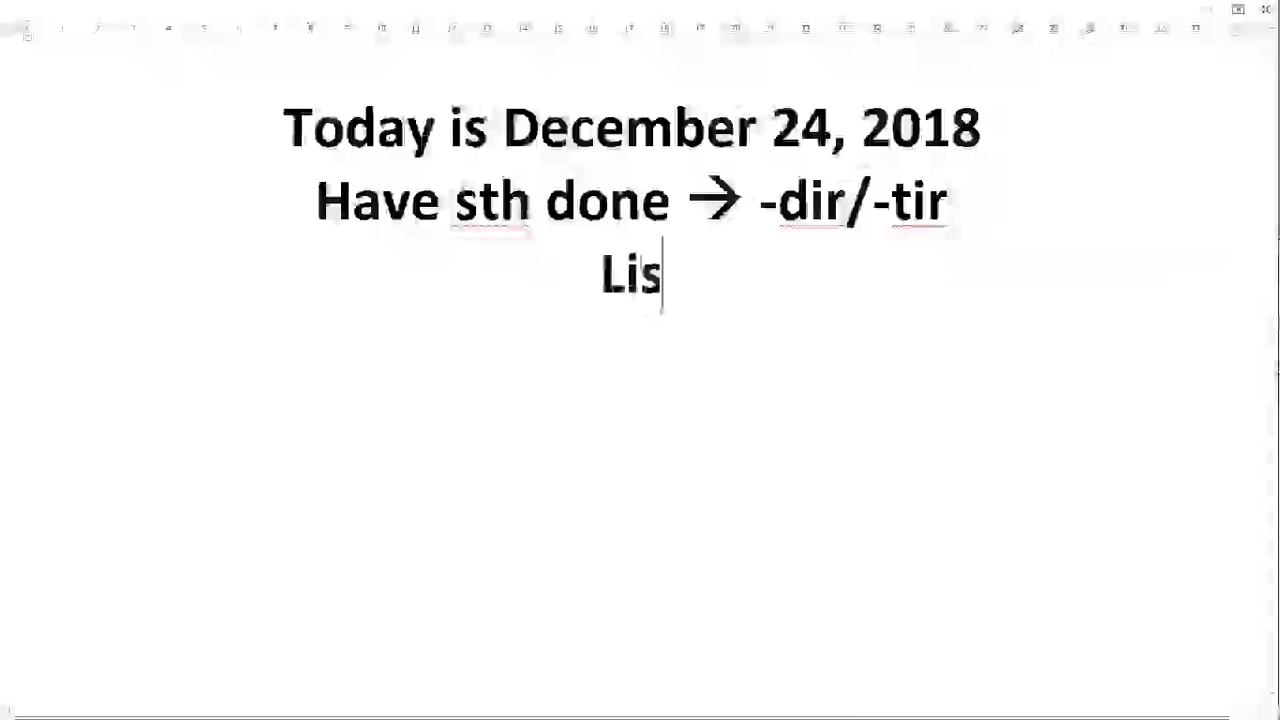 Today is December 24, 2018
Have sth done → -dir/-tir
Lis